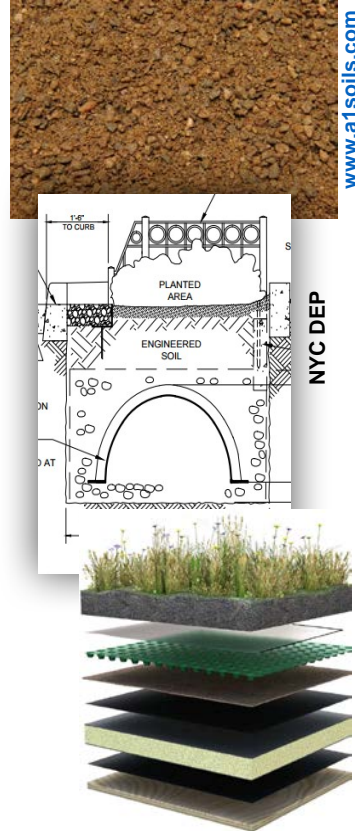 www.a1soils.com
1'-6"
TO CURB
S
PLANTED
AREA
ENGINEERED
SOIL
NYC DEP
ON
D AT